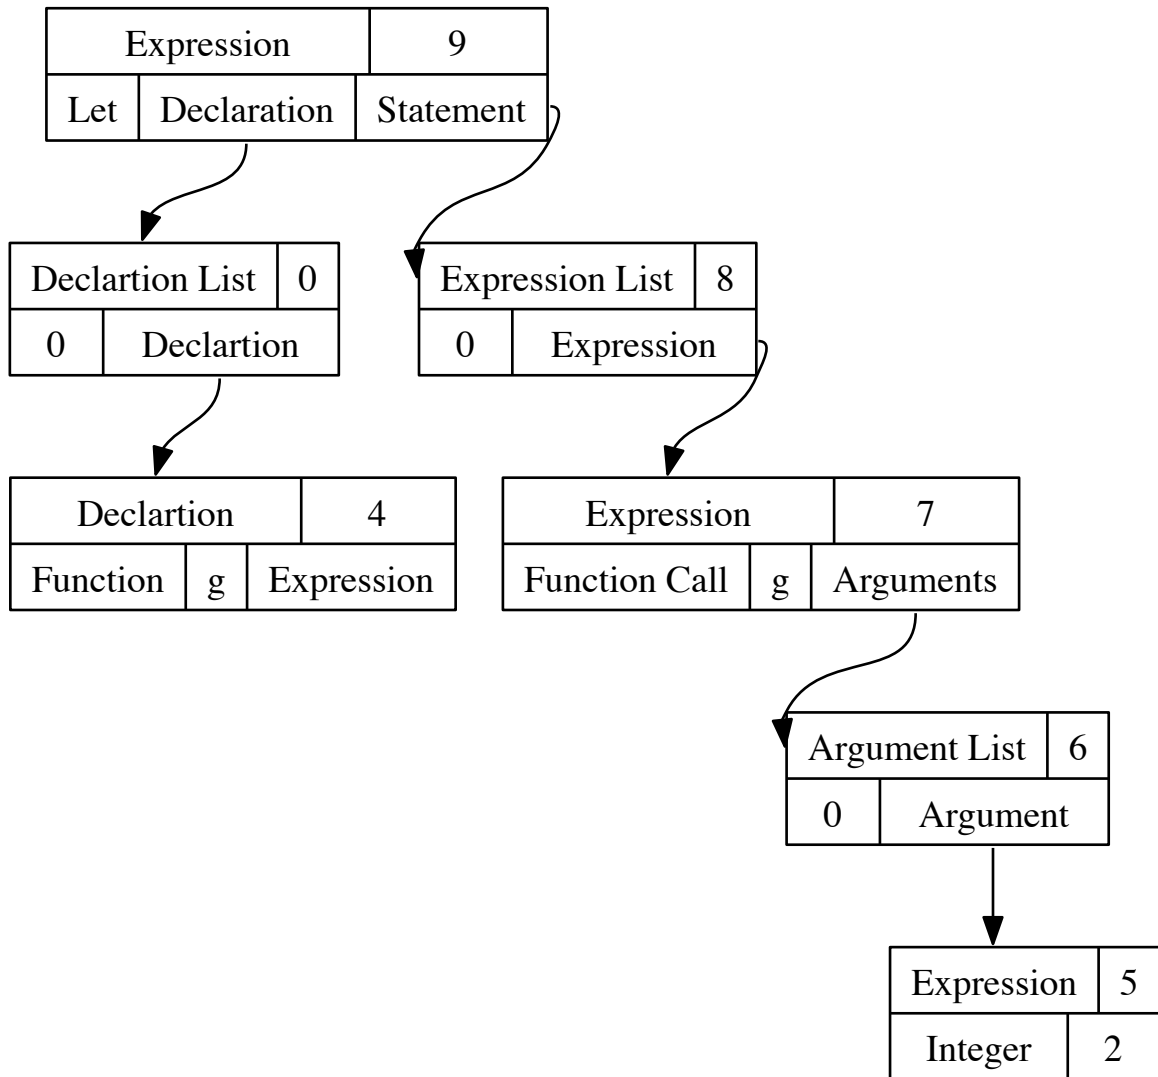 Expression 9
Let Declaration Statement
Declartion List 0
0 Declartion
Expression List 8
0 Expression
Declartion 4
Function g Expression
Expression 7
Function Call g Arguments
Argument List 6
0 Argument
Expression 5
Integer 2